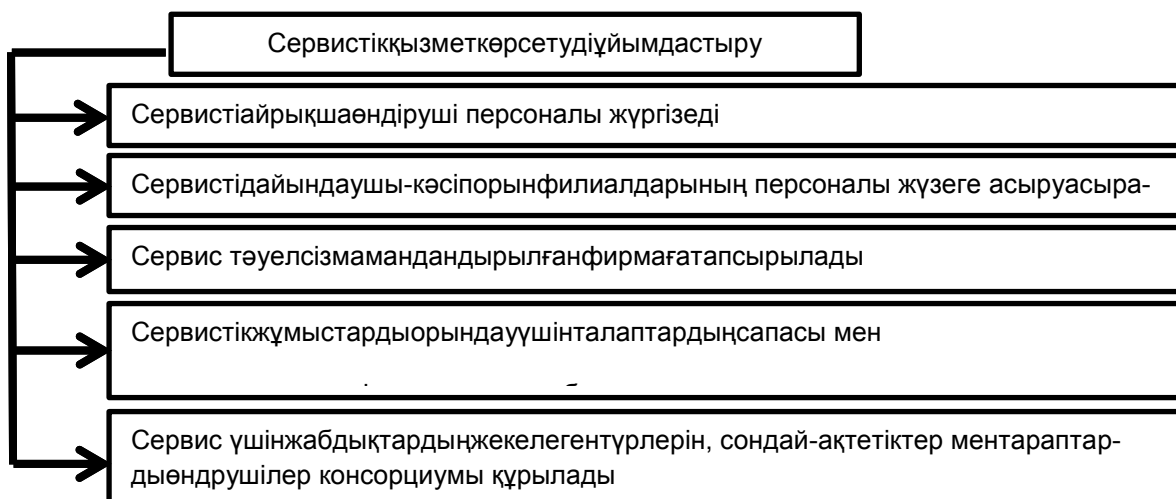 Сервистікқызметкөрсетудіұйымдастыру
Сервистіайрықшаөндіруші персоналы жүргізеді
Сервистідайындаушы-кәсіпорынфилиалдарының персоналы жүзеге асыруасыра-
Сервис тәуелсізмамандандырылғанфирмағатапсырылады
Сервистікжұмыстардыорындауүшінталаптардыңсапасы мен
Сервис үшінжабдықтардыңжекелегентүрлерін, сондай-ақтетіктер ментараптар-
дыөндрушілер консорциумы құрылады